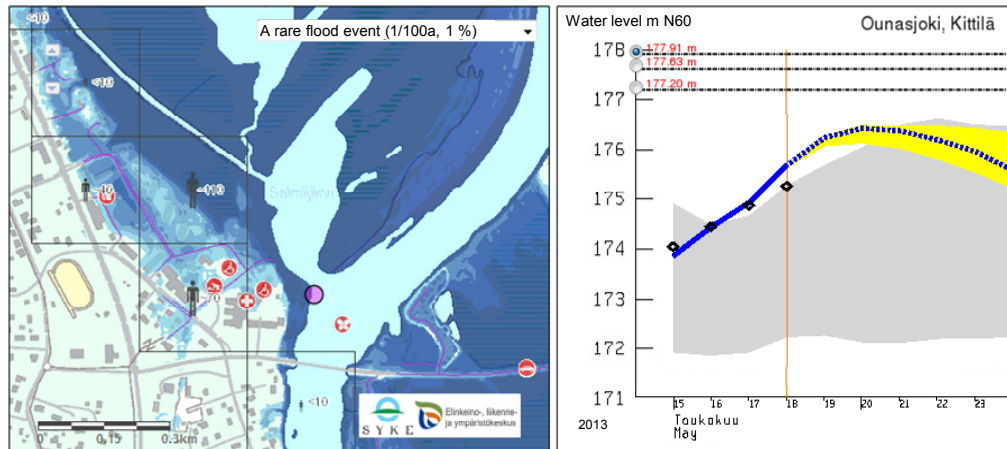 <10
A rare flood event (1/100a, 1 %)
<10
Salmijärvi
~40
~110
~70
<10
0 0.15 0.3km
SYKE
Elinkeino-, liikenne-
ja ympäristökeskus
Water level m N60
Ounasjoki, Kittilä
178
177.91 m
177.63 m
177.20 m
177
176
175
174
173
172
171
15 16 17 18 19 20 21 22 23
2013
Toukokuu
May